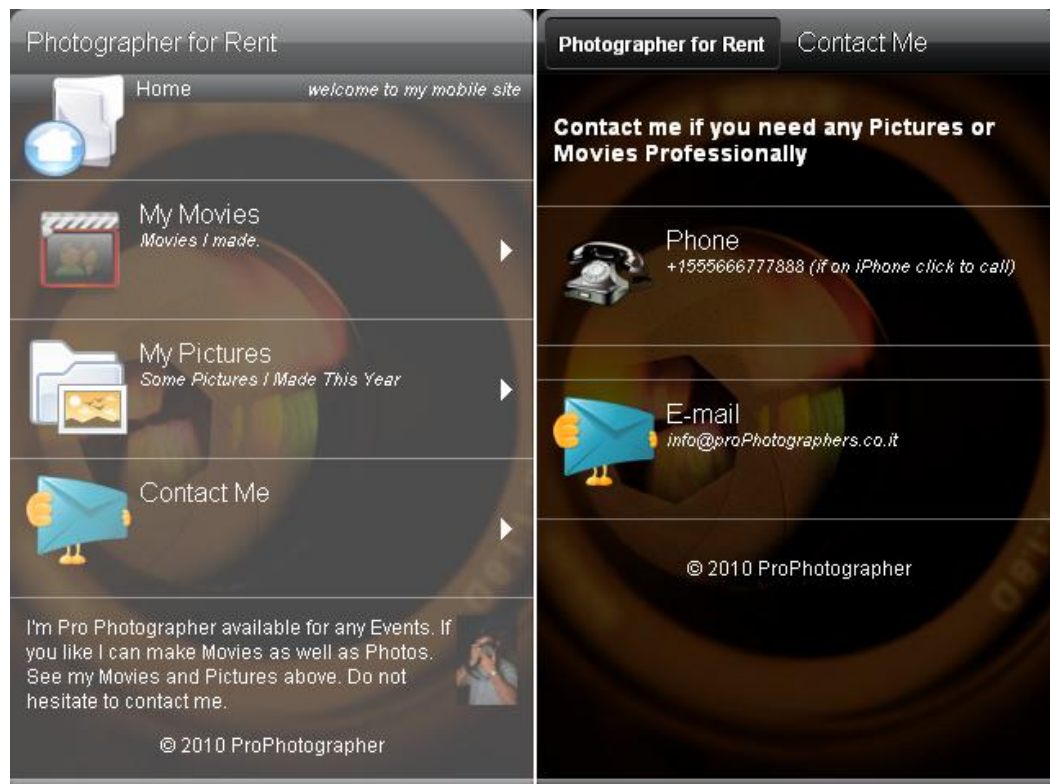 Photographer for Rent
Home welcome to my mobile site
My Movies
Movies I made.
My Pictures
Some Pictures I Made This Year
Contact Me
I'm Pro Photographer available for any Events. If
you like I can make Movies as well as Photos.
See my Movies and Pictures above. Do not
hesitate to contact me.
© 2010 ProPhotographer
Photographer for Rent Contact Me
Contact me if you need any Pictures or
Movies Professionally
Phone
+1555666777888 (if on iPhone click to call)
E-mail
info@proPhotographers.co.it
© 2010 ProPhotographer